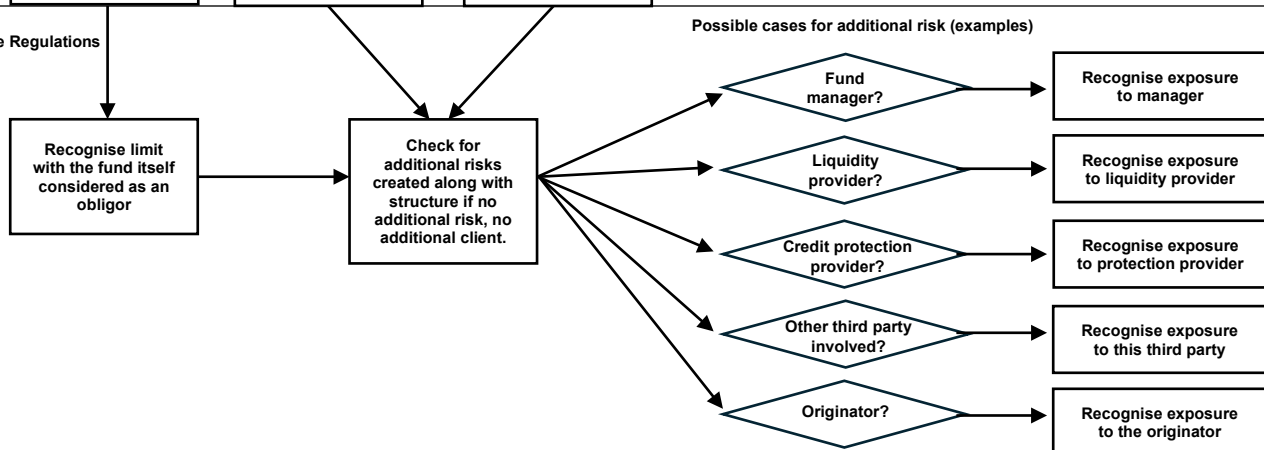 Possible cases for additional risk (examples)
e Regulations
Recognise limit
with the fund itself
considered as an
obligor
Check for
additional risks
created along with
structure if no
additional risk, no
additional client.
Fund
manager?
Recognise exposure
to manager
Liquidity
provider?
Recognise exposure
to liquidity provider
Credit protection
provider?
Recognise exposure
to protection provider
Other third party
involved?
Recognise exposure
to this third party
Originator?
Recognise exposure
to the originator